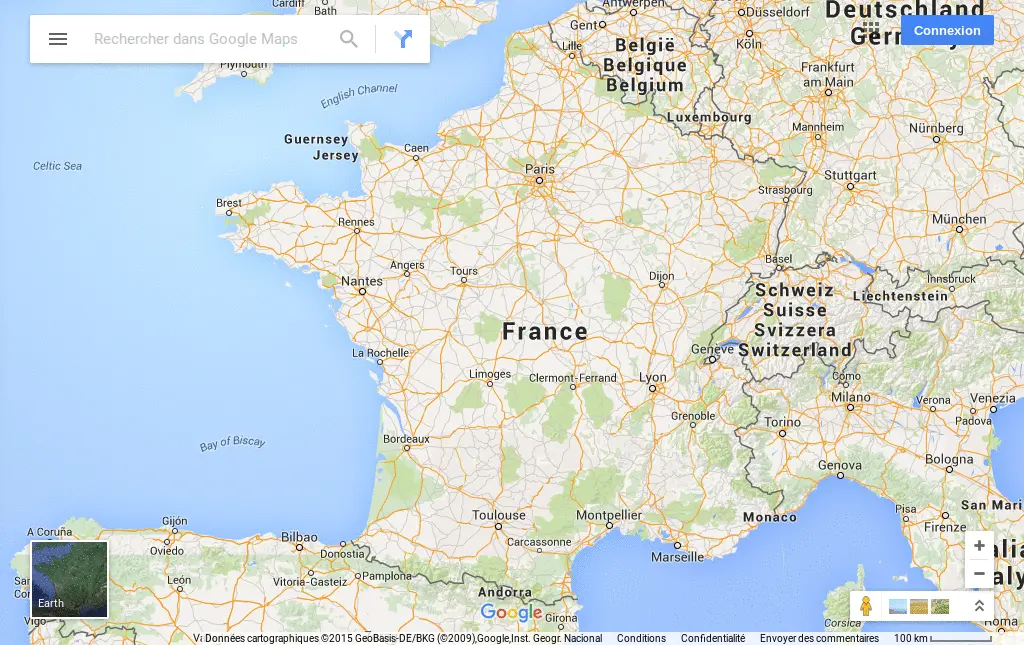 Cardiff
Bath
Antwerpen
Düsseldorf
Deutschland
Gent
Rechercher dans Google Maps
Connexion
Lille
België
Köln
Belgique
Plymouth
Frankfurt
am Main
Belgium
English Channel
Luxembourg
Mannheim
Nürnberg
Guernsey
Jersey
Caen
Celtic Sea
Paris
Stuttgart
Strasbourg
Brest
Rennes
München
Basel
Angers
Tours
Dijon
Nantes
Innsbruck
Schweiz
Liechtenstein
Suisse
France
Svizzera
Genève
Switzerland
La Rochelle
Limoges
Clermont-Ferrand
Lyon
Como
Milano
Verona
Venezia
Grenoble
Torino
Padova
Bordeaux
Bay of Biscay
Bologna
Genova
San Mari
Pisa
Toulouse
Montpellier
Monaco
Firenze
Gijón
A Coruña
Bilbao
Carcassonne
Oviedo
Donostia
Marseille
León
Vitoria-Gasteiz
Pamplona
Andorra
Earth
Google
Girona
Vigo
Corsica
Roma
Données cartographiques ©2015 GeoBasis-DE/BKG (©2009),Google,Inst. Geogr. Nacional
Conditions
Confidentialité
Envoyer des commentaires
100 km